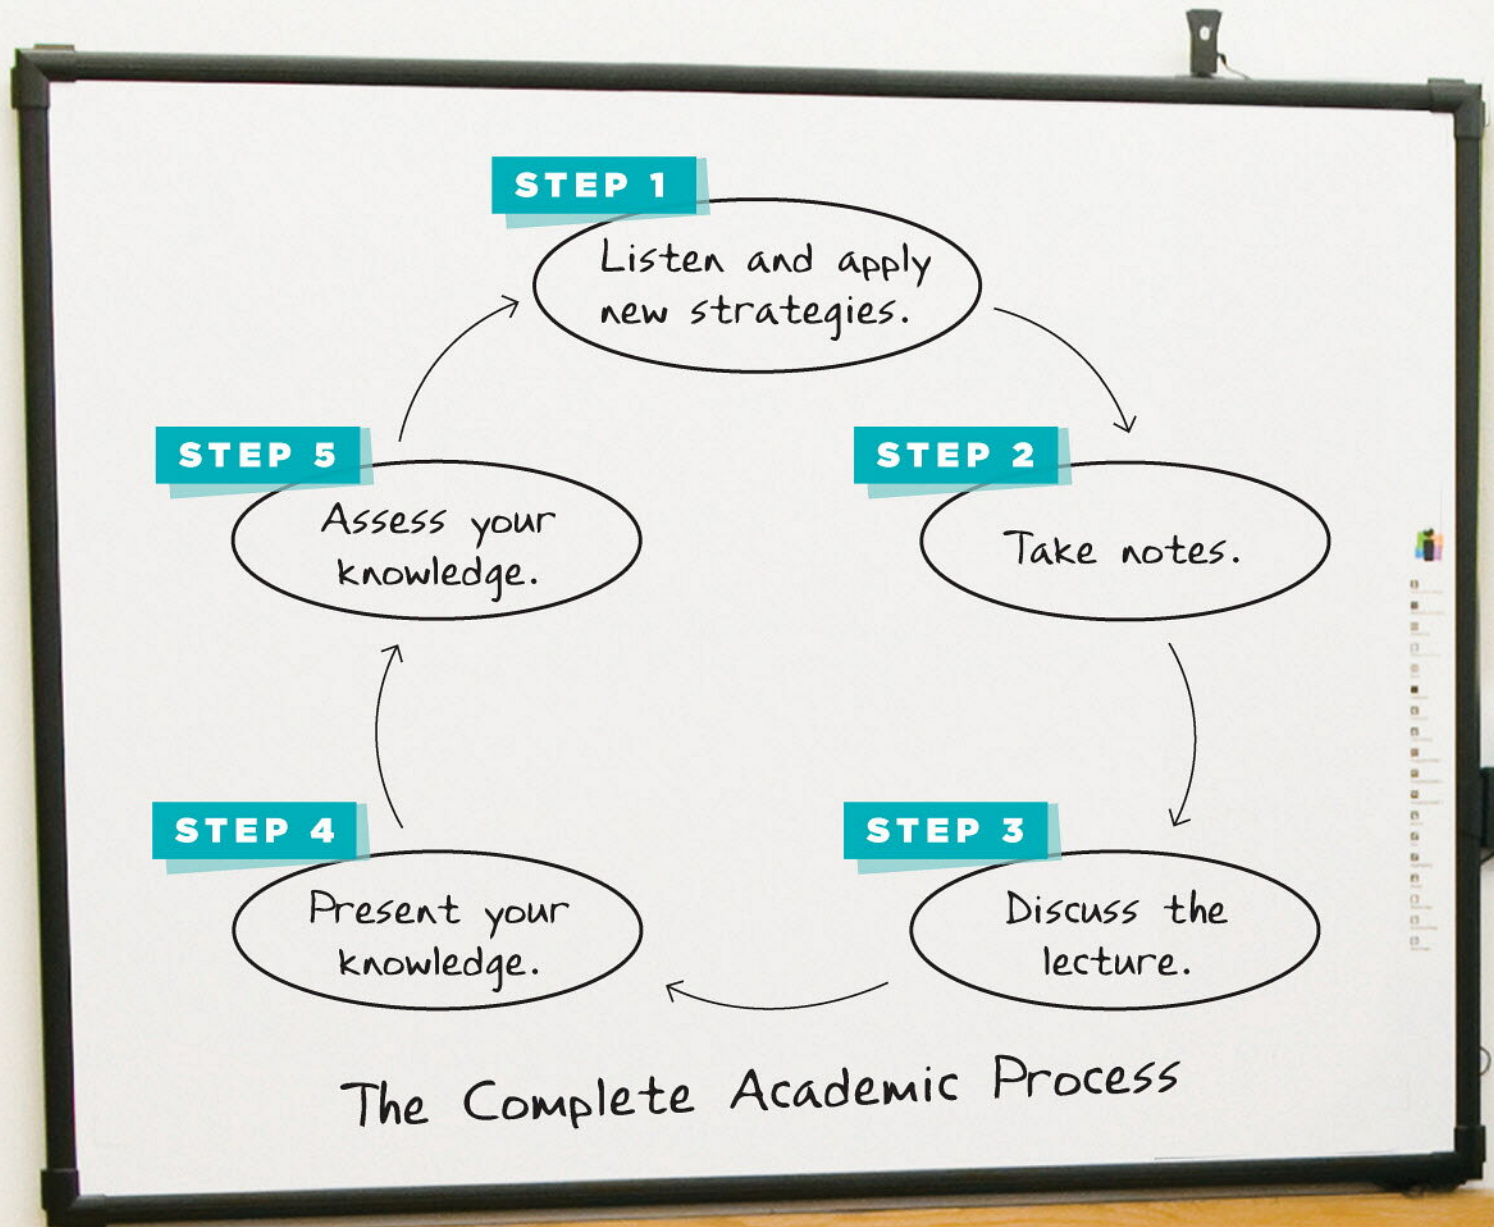 STEP 1
Listen and apply
new strategies.
STEP 2
Take notes.
STEP 3
Discuss the
lecture.
STEP 4
Present your
knowledge.
STEP 5
Assess your
knowledge.
The Complete Academic Process